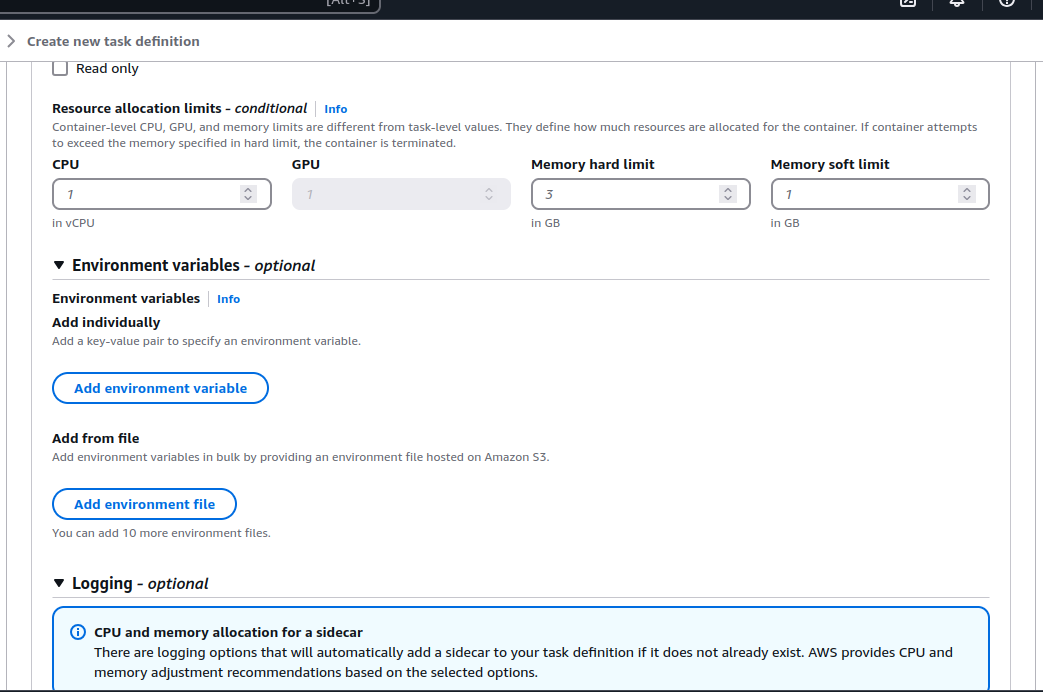 [Alt+S]
Create new task definition
Read only
Resource allocation limits - conditional Info
Container-level CPU, GPU, and memory limits are different from task-level values. They define how much resources are allocated for the container. If container attempts
to exceed the memory specified in hard limit, the container is terminated.
CPU GPU Memory hard limit Memory soft limit
1 1 3 1
in vCPU in GB in GB
Environment variables - optional
Environment variables Info
Add individually
Add a key-value pair to specify an environment variable.
Add environment variable
Add from file
Add environment variables in bulk by providing an environment file hosted on Amazon S3.
Add environment file
You can add 10 more environment files.
Logging - optional
CPU and memory allocation for a sidecar
There are logging options that will automatically add a sidecar to your task definition if it does not already exist. AWS provides CPU and
memory adjustment recommendations based on the selected options.